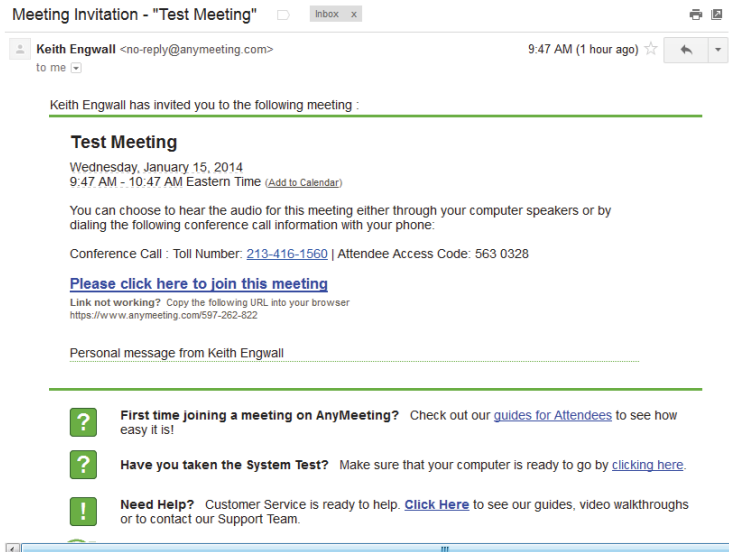 Meeting Invitation - "Test Meeting" Inbox x
Keith Engwall <no-reply@anymeeting.com> 9:47 AM (1 hour ago)
to me
Keith Engwall has invited you to the following meeting :
Test Meeting
Wednesday, January 15, 2014
9:47 AM - 10:47 AM Eastern Time (Add to Calendar)
You can choose to hear the audio for this meeting either through your computer speakers or by
dialing the following conference call information with your phone:
Conference Call : Toll Number: 213-416-1560 | Attendee Access Code: 563 0328
Please click here to join this meeting
Link not working? Copy the following URL into your browser
https://www.anymeeting.com/597-262-822
Personal message from Keith Engwall
? First time joining a meeting on AnyMeeting? Check out our guides for Attendees to see how
easy it is!
? Have you taken the System Test? Make sure that your computer is ready to go by clicking here.
! Need Help? Customer Service is ready to help. Click Here to see our guides, video walkthroughs
or to contact our Support Team.